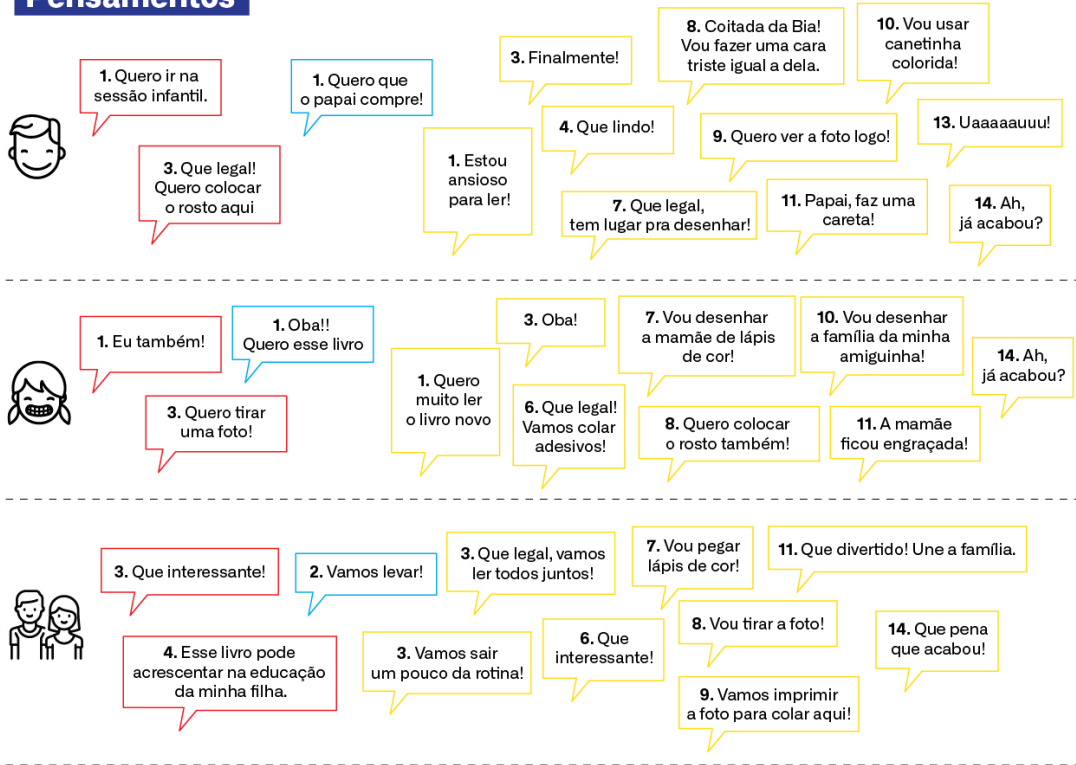 Pensamentos
1. Quero ir na
sessão infantil.
3. Que legal!
Quero colocar
o rosto aqui
1. Quero que
o papai compre!
1. Estou
ansioso
para ler!
3. Finalmente!
4. Que lindo!
7. Que legal,
tem lugar pra desenhar!
8. Coitada da Bia!
Vou fazer uma cara
triste igual a dela.
9. Quero ver a foto logo!
10. Vou usar
canetinha
colorida!
11. Papai, faz uma
careta!
13. Uaaaaauuu!
14. Ah,
já acabou?
1. Eu também!
3. Quero tirar
uma foto!
1. Oba!!
Quero esse livro
1. Quero
muito ler
o livro novo
3. Oba!
6. Que legal!
Vamos colar
adesivos!
7. Vou desenhar
a mamãe de lápis
de cor!
8. Quero colocar
o rosto também!
10. Vou desenhar
a família da minha
amiguinha!
11. A mamãe
ficou engraçada!
14. Ah,
já acabou?
3. Que interessante!
4. Esse livro pode
acrescentar na educação
da minha filha.
2. Vamos levar!
3. Que legal, vamos
ler todos juntos!
3. Vamos sair
um pouco da rotina!
6. Que
interessante!
7. Vou pegar
lápis de cor!
8. Vou tirar a foto!
9. Vamos imprimir
a foto para colar aqui!
11. Que divertido! Une a família.
14. Que pena
que acabou!